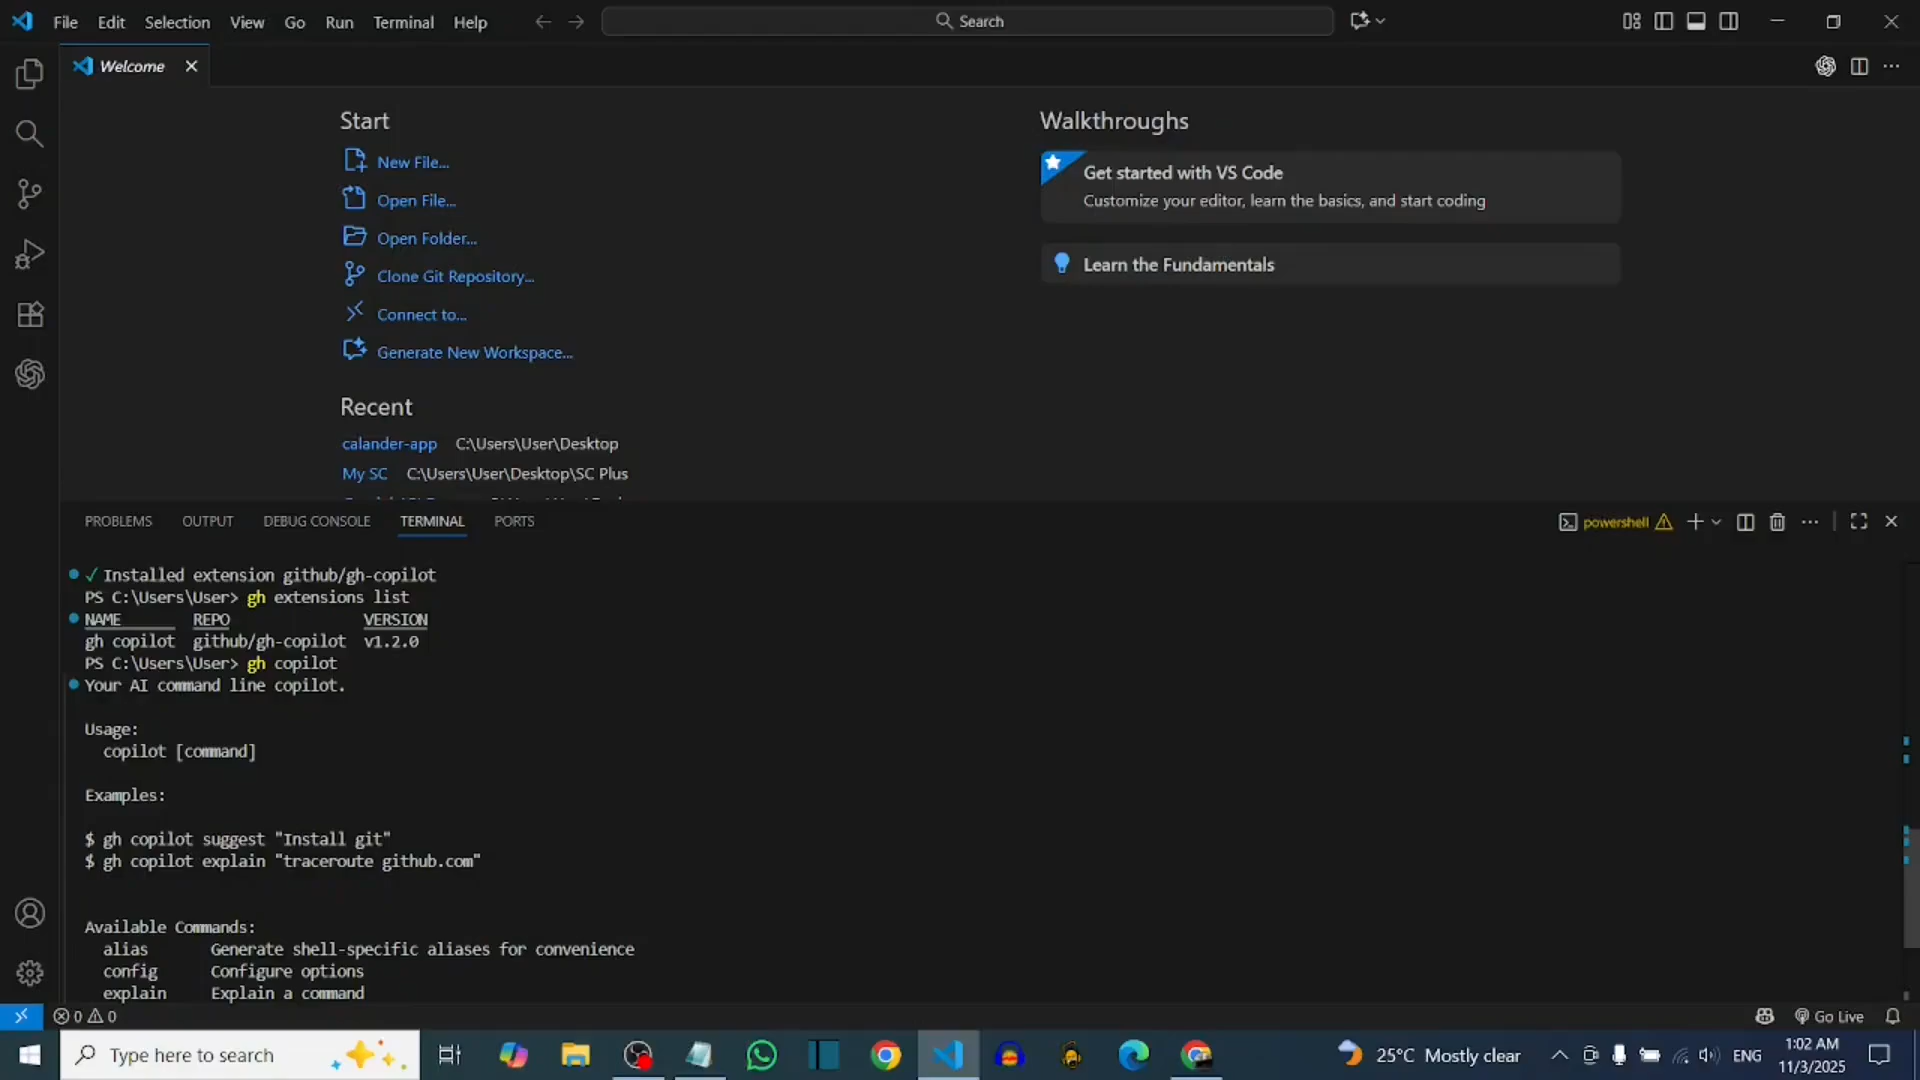 File Edit Selection View Go Run Terminal Help
Search
Welcome
Start
New File...
Open File...
Open Folder...
Clone Git Repository...
Connect to...
Generate New Workspace...
Recent
calander-app C:\Users\User\Desktop
My SC C:\Users\User\Desktop\SC Plus
Walkthroughs
Get started with VS Code
Customize your editor, learn the basics, and start coding
Learn the Fundamentals
PROBLEMS OUTPUT DEBUG CONSOLE TERMINAL PORTS
powershell
✓ Installed extension github/gh-copilot
PS C:\Users\User> gh extensions list
NAME REPO VERSION
gh copilot github/gh-copilot v1.2.0
PS C:\Users\User> gh copilot
Your AI command line copilot.
Usage:
copilot [command]
Examples:
$ gh copilot suggest "Install git"
$ gh copilot explain "traceroute github.com"
Available Commands:
alias Generate shell-specific aliases for convenience
config Configure options
explain Explain a command
0 0
Go Live
Type here to search
25°C Mostly clear
ENG
1:02 AM
11/3/2025